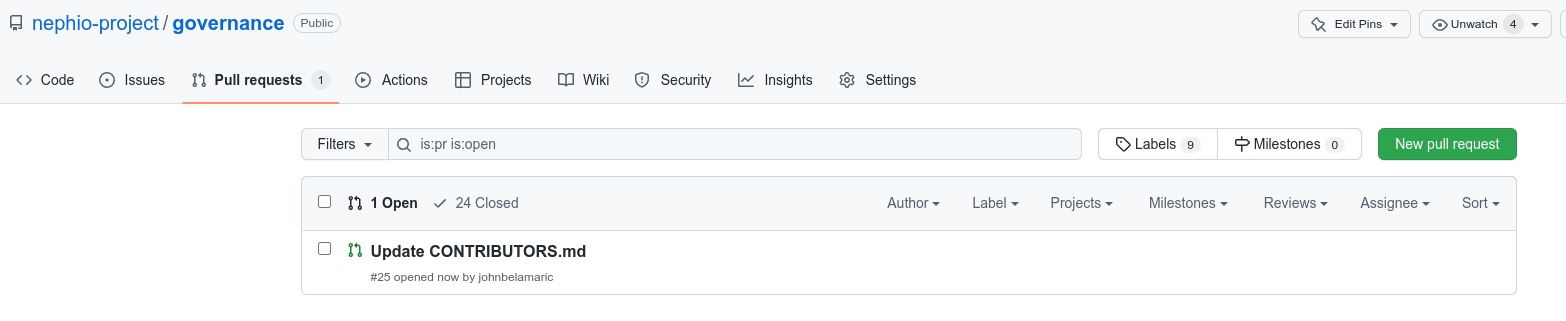 nephio-project / governance Public Edit Pins Unwatch 4
Code Issues Pull requests 1 Actions Projects Wiki Security Insights Settings
Filters is:pr is:open Labels 9 Milestones 0 New pull request
1 Open 24 Closed Author Label Projects Milestones Reviews Assignee Sort
Update CONTRIBUTORS.md
#25 opened now by johnbelamaric